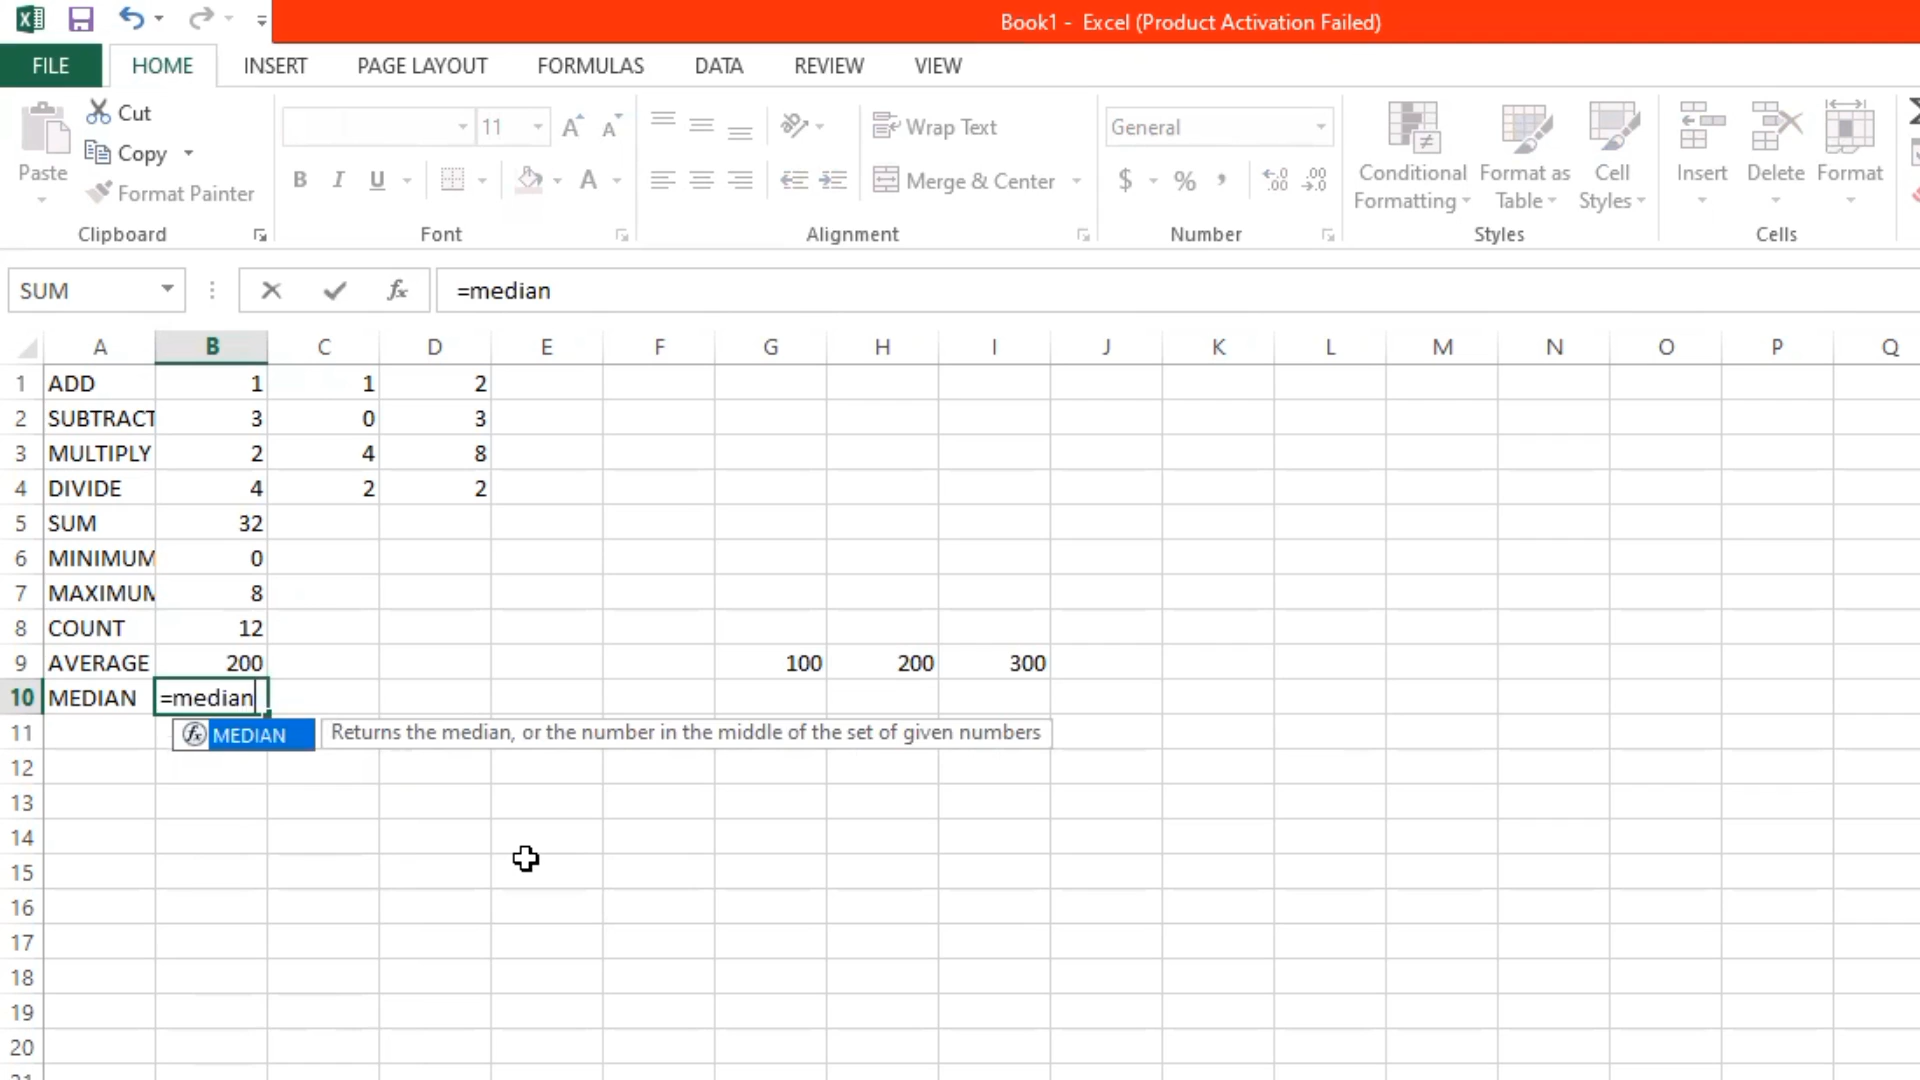 Book1 - Excel (Product Activation Failed)
FILE HOME INSERT PAGE LAYOUT FORMULAS DATA REVIEW VIEW
Paste
Cut
Copy
Format Painter
Clipboard
11
A A
B I U A
Font
Wrap Text
Merge & Center
Alignment
General
$ % ,
Number
Conditional Formatting
Format as Table
Cell Styles
Styles
Insert Delete Format
Cells
SUM fx =median
A B C D E F G H I J K L M N O P Q
1 ADD 1 1 2
2 SUBTRACT 3 0 3
3 MULTIPLY 2 4 8
4 DIVIDE 4 2 2
5 SUM 32
6 MINIMUM 0
7 MAXIMUM 8
8 COUNT 12
9 AVERAGE 200 100 200 300
10 MEDIAN =median
11 fx MEDIAN Returns the median, or the number in the middle of the set of given numbers
12
13
14
15
16
17
18
19
20